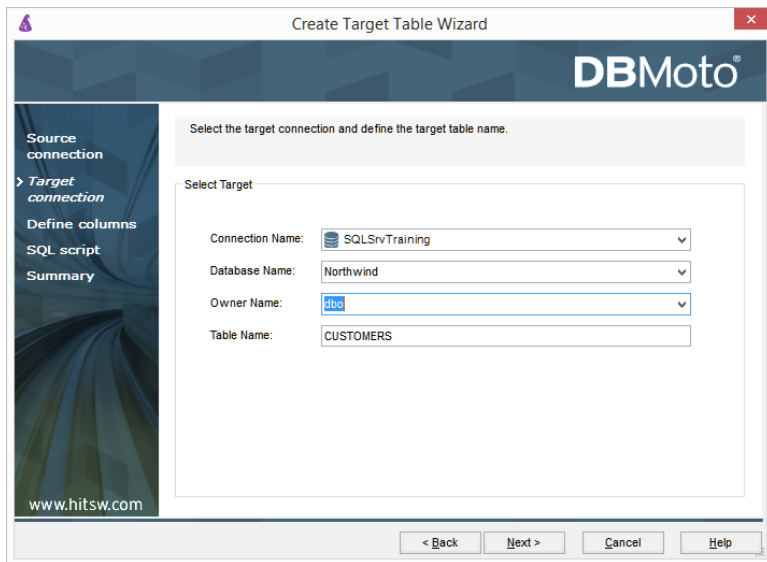 Create Target Table Wizard
DBMoto®
Source
connection
Target
connection
Define columns
SQL script
Summary
www.hitsw.com
Select the target connection and define the target table name.
Select Target
Connection Name: SQLSrvTraining
Database Name: Northwind
Owner Name: dbo
Table Name: CUSTOMERS
< Back Next > Cancel Help